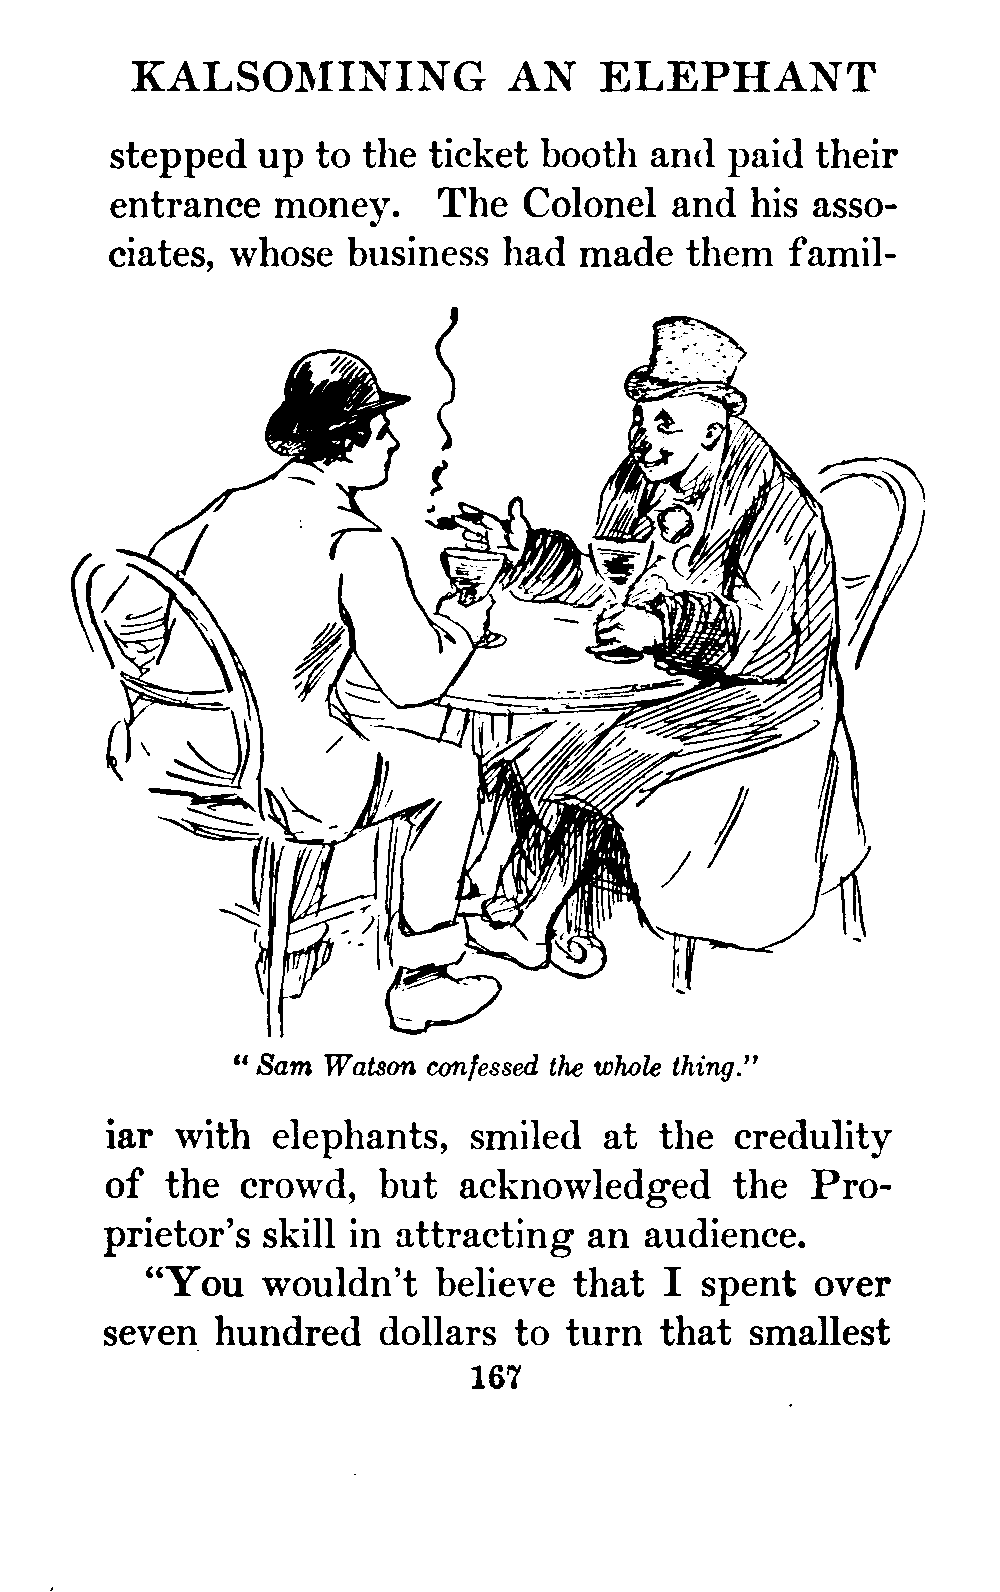 KALSOMINING AN ELEPHANT
stepped up to the ticket booth and paid their
entrance money. The Colonel and his asso-
ciates, whose business had made them famil-
“Sam Watson confessed the whole thing.”
iar with elephants, smiled at the credulity
of the crowd, but acknowledged the Pro-
prietor's skill in attracting an audience.
“You wouldn't believe that I spent over
seven hundred dollars to turn that smallest
167